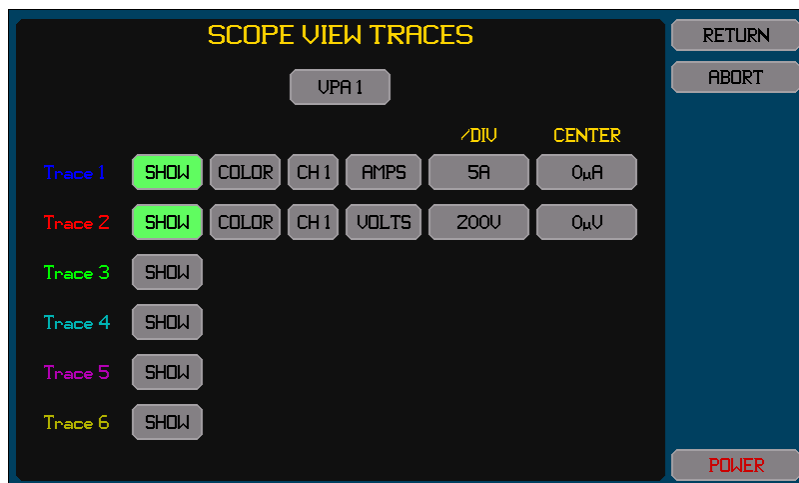 SCOPE VIEW TRACES
RETURN
VPA 1
ABORT
/DIV CENTER
Trace 1 SHOW COLOR CH 1 AMPS 5A 0µA
Trace 2 SHOW COLOR CH 1 VOLTS 200V 0µV
Trace 3 SHOW
Trace 4 SHOW
Trace 5 SHOW
Trace 6 SHOW
POWER